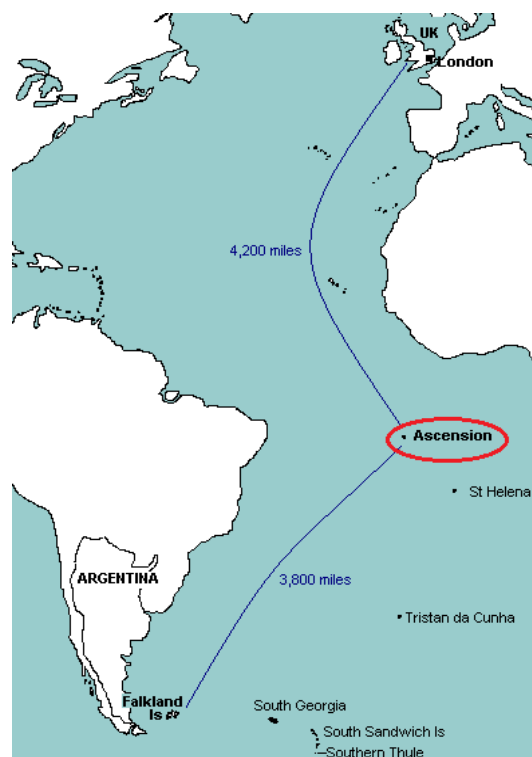 UK
London
4,200 miles
Ascension
St Helena
3,800 miles
ARGENTINA
Tristan da Cunha
Falkland
Is
South Georgia
South Sandwich Is
Southern Thule